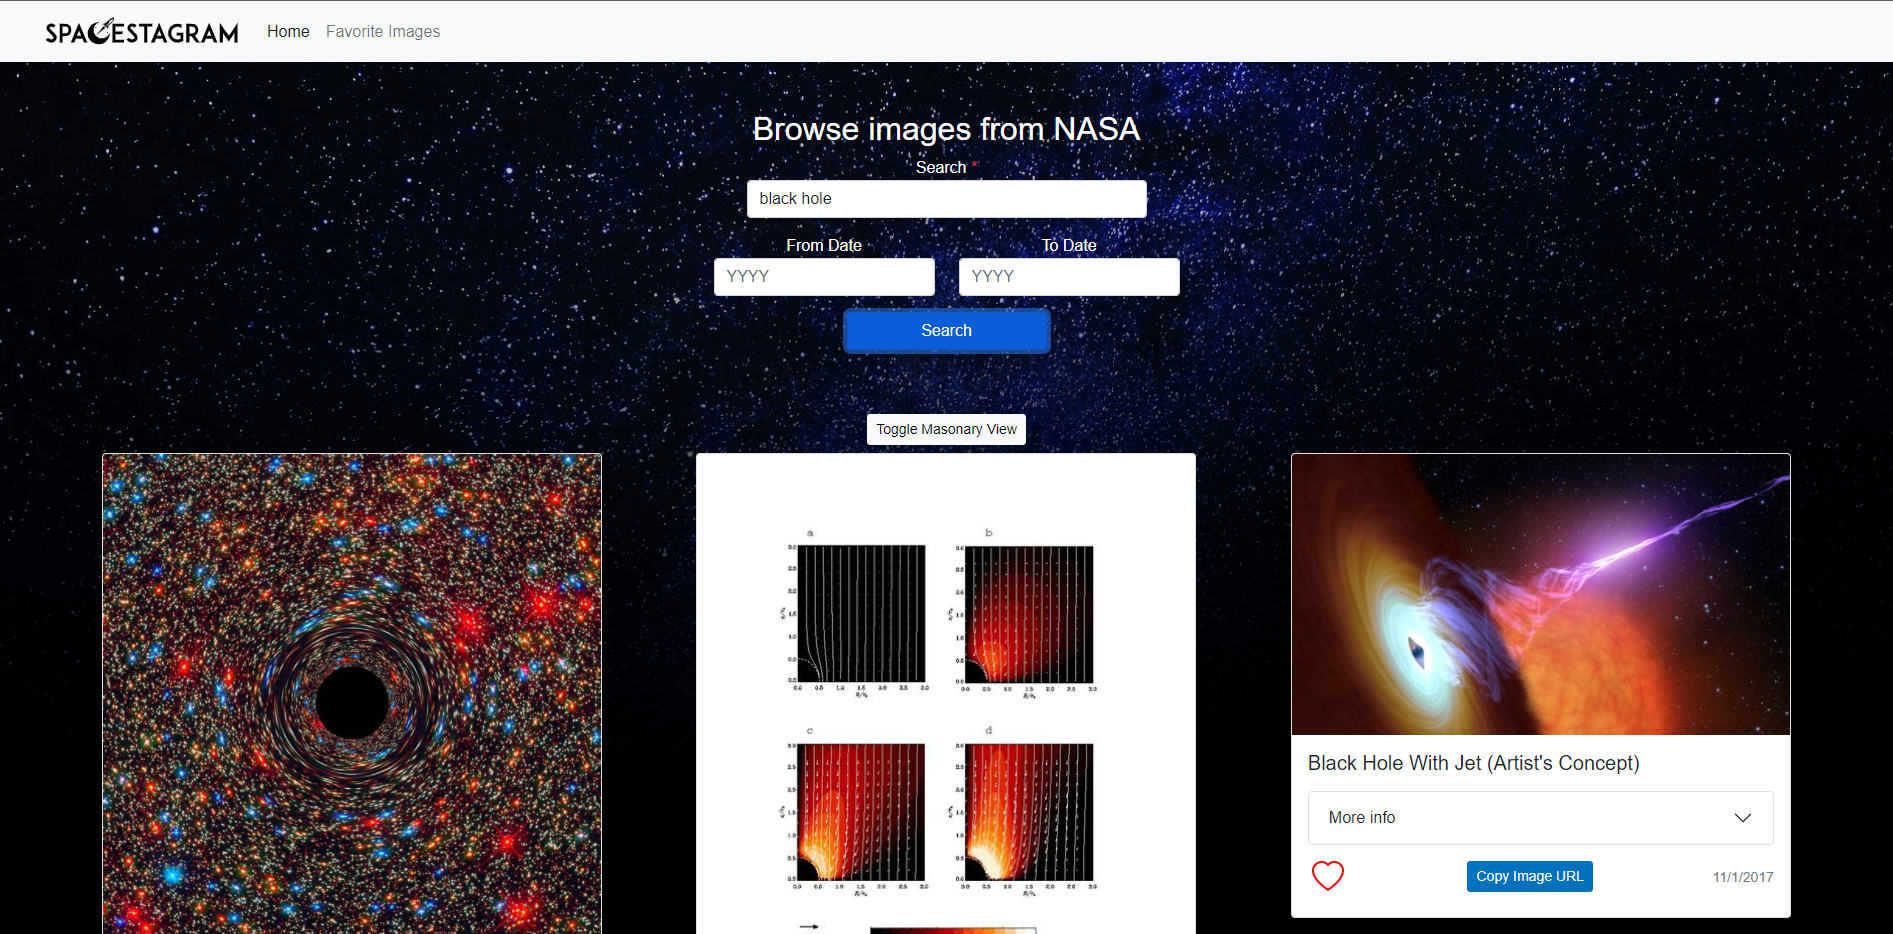 SPACESTAGRAM Home Favorite Images
Browse images from NASA
Search *
black hole
From Date To Date
YYYY YYYY
Search
Toggle Masonary View
a b
c d
Black Hole With Jet (Artist's Concept)
More info
Copy Image URL 11/1/2017